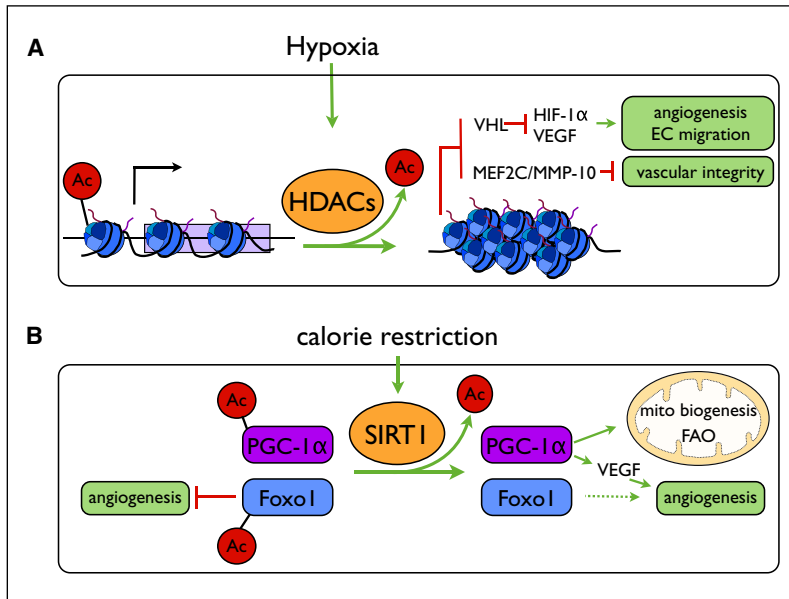 A
Hypoxia
Ac
HDACs
Ac
VHL
HIF-1α
VEGF
angiogenesis
EC migration
MEF2C/MMP-10
vascular integrity
B
calorie restriction
Ac
PGC-1α
SIRT1
Ac
PGC-1α
mito biogenesis
FAO
VEGF
angiogenesis
Foxo1
Foxo1
angiogenesis
Ac